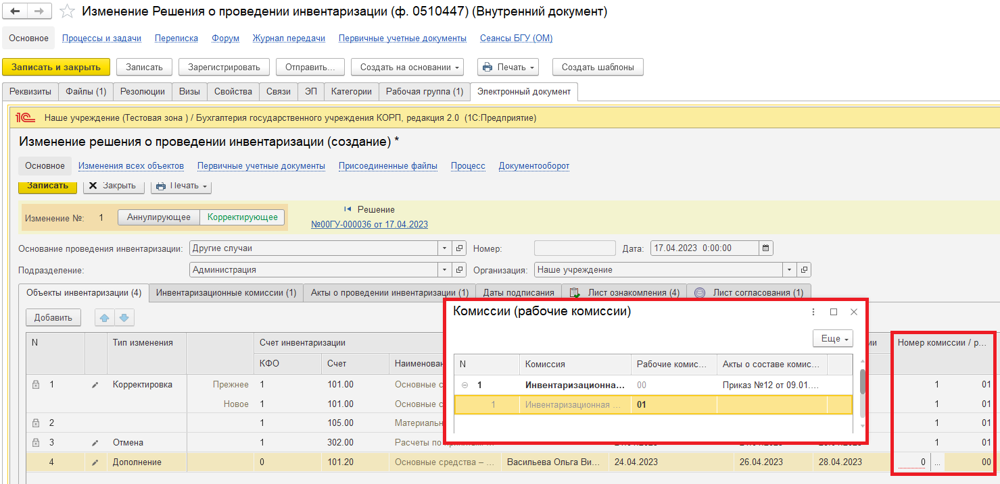 Изменение Решения о проведении инвентаризации (ф. 0510447) (Внутренний документ)
Основное Процессы и задачи Переписка Форум Журнал передачи Первичные учетные документы Сеансы БГУ (ОМ)
Записать и закрыть Записать Зарегистрировать Отправить... Создать на основании Печать Создать шаблоны
Реквизиты Файлы (1) Резолюции Визы Свойства Связи ЭП Категории Рабочая группа (1) Электронный документ
1С Наше учреждение (Тестовая зона ) / Бухгалтерия государственного учреждения КОРП, редакция 2.0 (1С:Предприятие)
Изменение решения о проведении инвентаризации (создание) *
Основное Изменения всех объектов Первичные учетные документы Присоединенные файлы Процесс Документооборот
Записать Закрыть Печать
Решение
Изменение №: 1 Аннулирующее Корректирующее
№00ГУ-000036 от 17.04.2023
Основание проведения инвентаризации: Другие случаи Номер: Дата: 17.04.2023 0:00:00
Подразделение: Администрация Организация: Наше учреждение
Объекты инвентаризации (4) Инвентаризационные комиссии (1) Акты о проведении инвентаризации (1) Даты подписания Лист ознакомления (4) Лист согласования (1)
Комиссии (рабочие комиссии)
Добавить
Еще
N Тип изменения Счет инвентаризации ии Номер комиссии / р...
КФО Счет Наименован
N Комиссия Рабочие комис... Акты о составе комис...
1 Инвентаризационна... 00 Приказ №12 от 09.01....
1 Инвентаризационная ... 01
1 Корректировка Прежнее 1 101.00 Основные с 1 01
Новое 1 101.00 Основные с 1 01
2 1 105.00 Материальн 1 01
3 Отмена 1 302.00 Расчеты по 1 01
4 Дополнение 0 101.20 Основные средства – ... Васильева Ольга Ви... 24.04.2023 26.04.2023 28.04.2023 0 ... 00